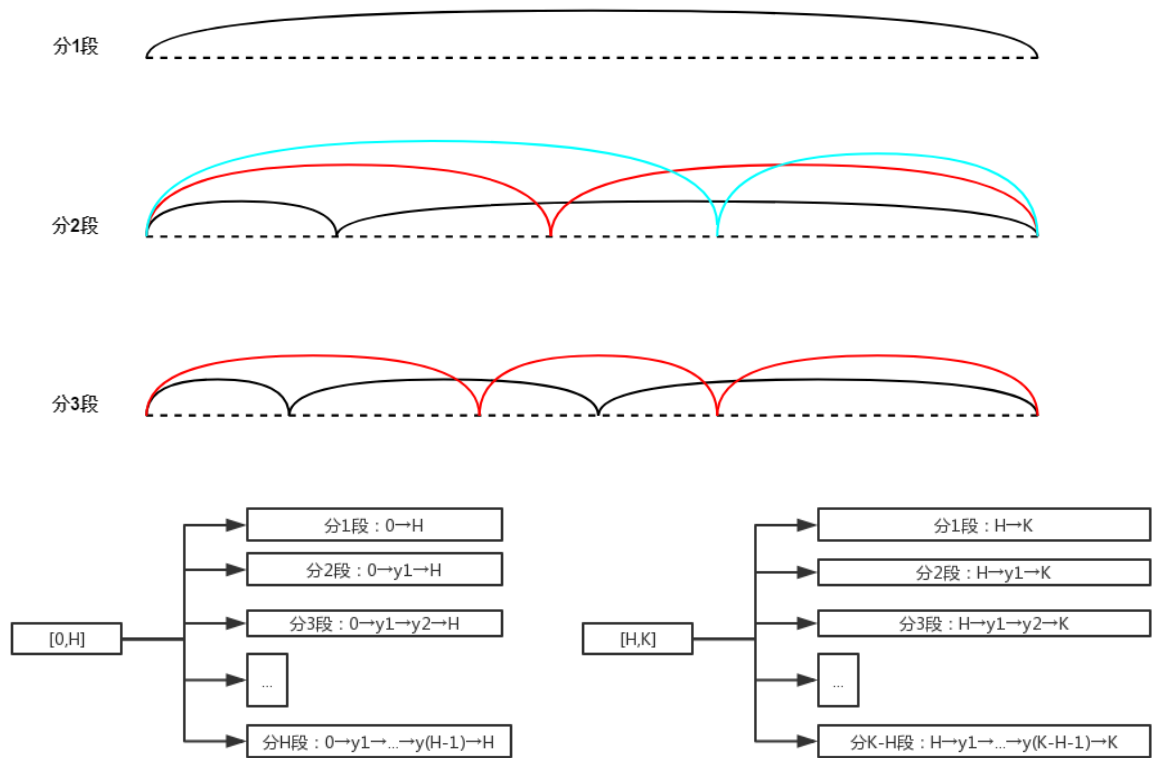 分1段
分2段
分3段
[0,H]
分1段：0→H
分2段：0→y1→H
分3段：0→y1→y2→H
...
分H段：0→y1→...→y(H-1)→H
[H,K]
分1段：H→K
分2段：H→y1→K
分3段：H→y1→y2→K
...
分K-H段：H→y1→...→y(K-H-1)→K